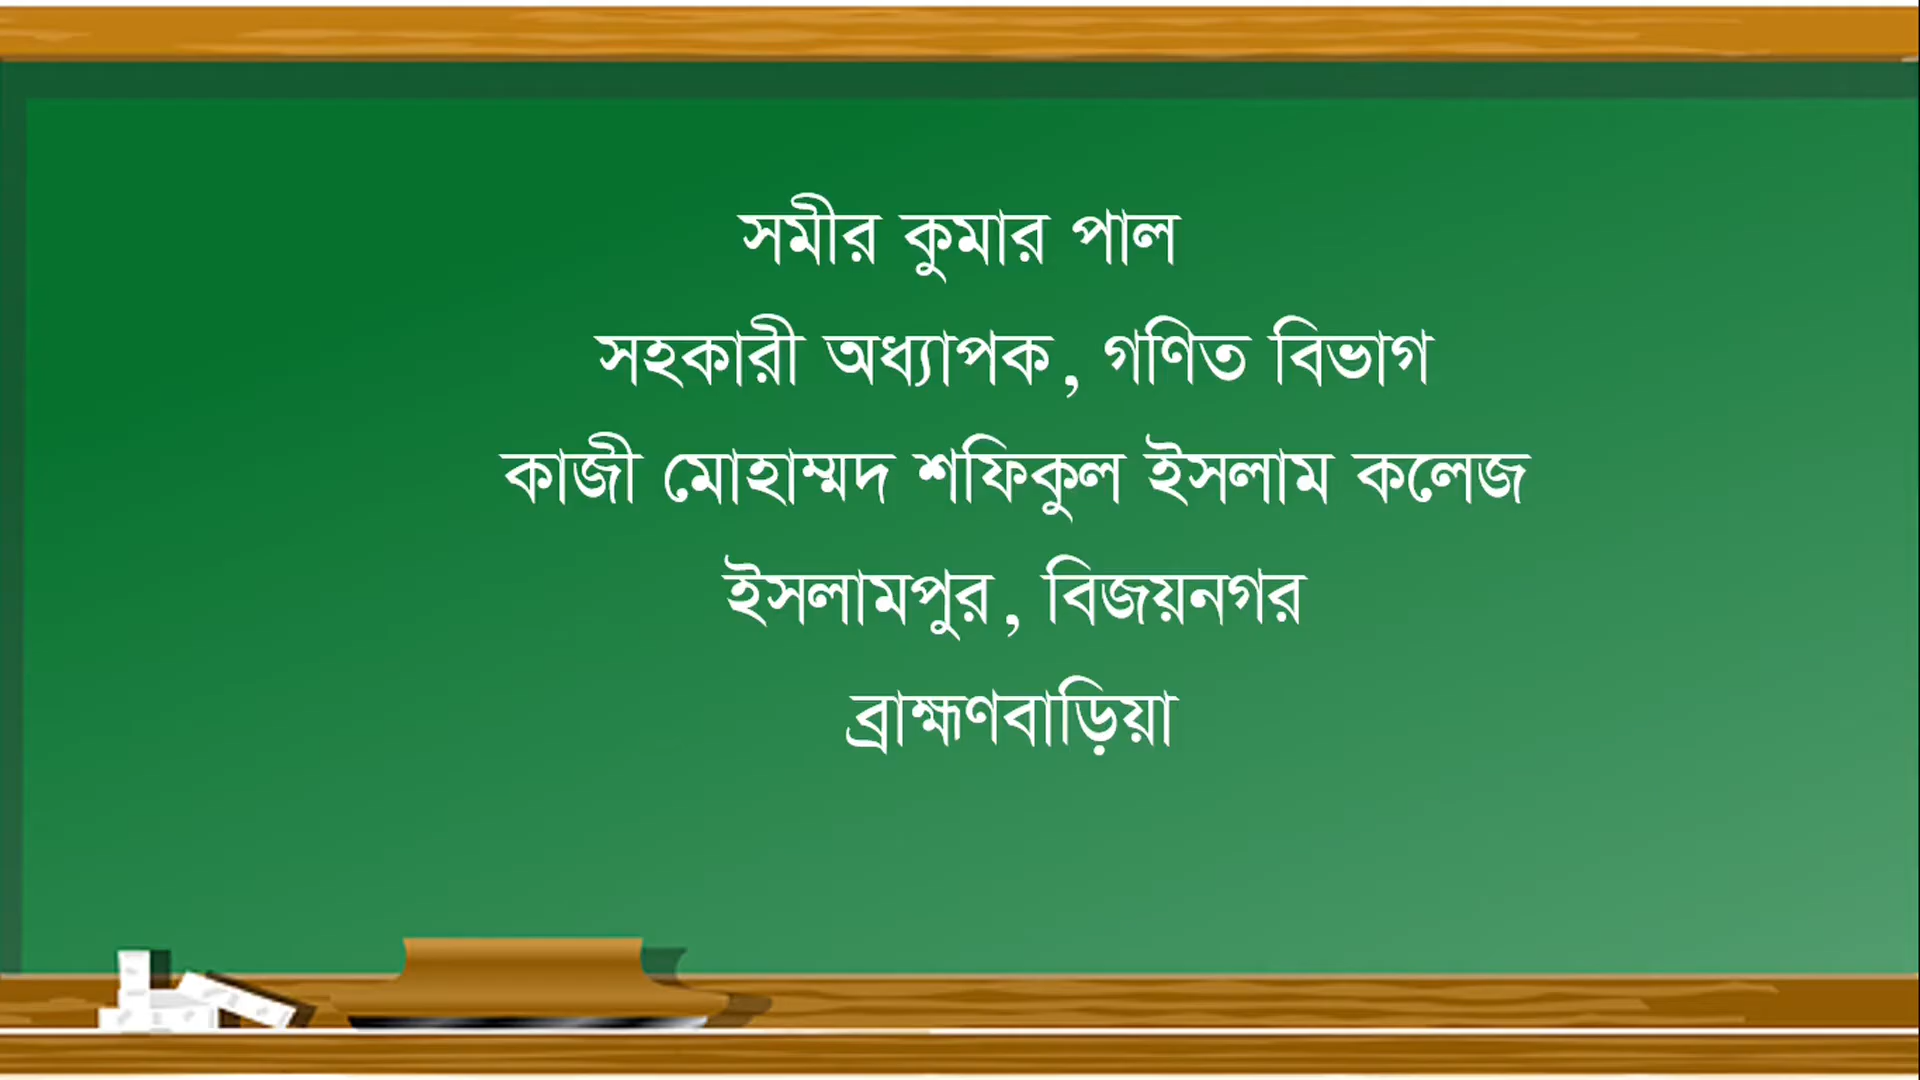 সমীর কুমার পাল
সহকারী অধ্যাপক, গণিত বিভাগ
কাজী মোহাম্মদ শফিকুল ইসলাম কলেজ
ইসলামপুর, বিজয়নগর
ব্রাহ্মণবাড়িয়া